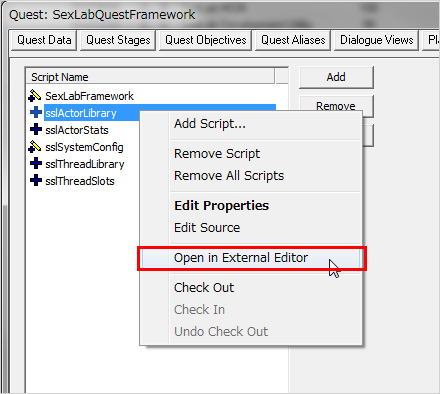 Quest: SexLabQuestFramework
Quest Data Quest Stages Quest Objectives Quest Aliases Dialogue Views
Script Name
SexLabFramework
sslActorLibrary
sslActorStats
sslSystemConfig
sslThreadLibrary
sslThreadSlots
Add
Remove
Add Script...
Remove Script
Remove All Scripts
Edit Properties
Edit Source
Open in External Editor
Check Out
Check In
Undo Check Out